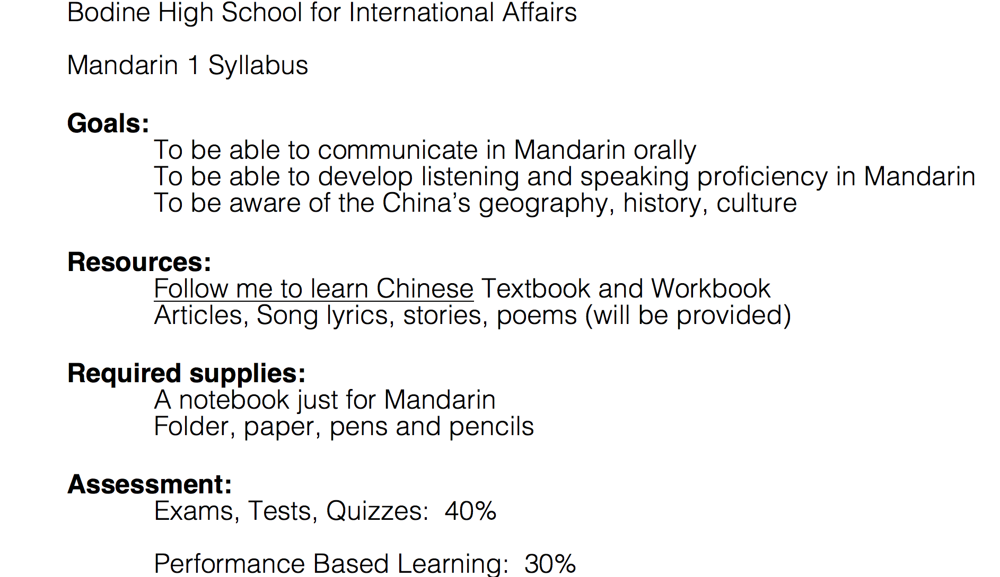 Bodine High School for International Affairs
Mandarin 1 Syllabus
Goals:
To be able to communicate in Mandarin orally
To be able to develop listening and speaking proficiency in Mandarin
To be aware of the China’s geography, history, culture
Resources:
Follow me to learn Chinese Textbook and Workbook
Articles, Song lyrics, stories, poems (will be provided)
Required supplies:
A notebook just for Mandarin
Folder, paper, pens and pencils
Assessment:
Exams, Tests, Quizzes:  40%
Performance Based Learning:  30%